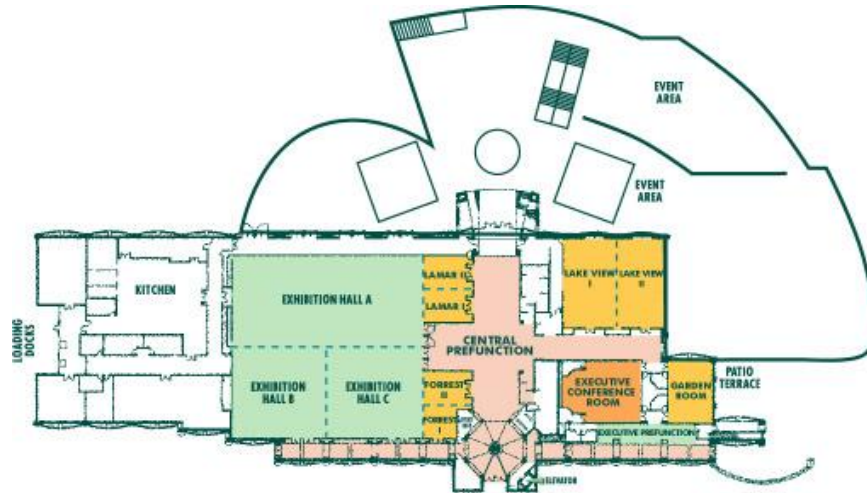 EVENT
AREA
EVENT
AREA
LAMAR II
LAKE VIEW
I
LAKE VIEW
II
KITCHEN
EXHIBITION HALL A
LAMAR I
LOADING
DOCKS
CENTRAL
PREFUNCTION
PATIO
TERRACE
EXHIBITION
HALL B
EXHIBITION
HALL C
FORREST
II
EXECUTIVE
CONFERENCE
ROOM
GARDEN
ROOM
FORREST
I
EXECUTIVE PREFUNCTION
ELEVATOR